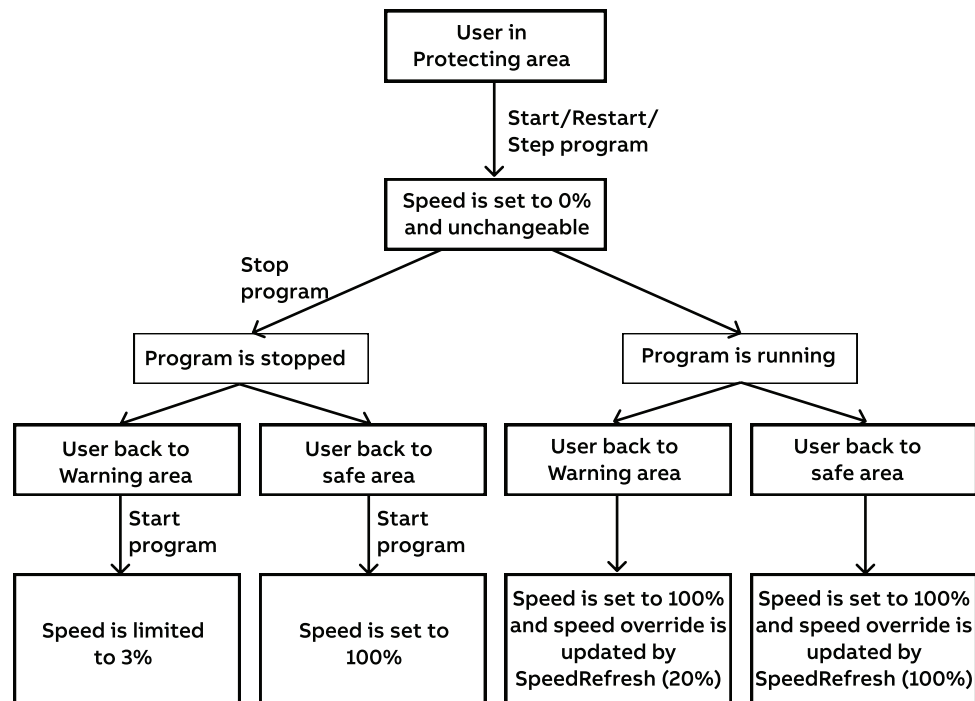 User in
Protecting area
Start/Restart/
Step program
Speed is set to 0%
and unchangeable
Stop
program
Program is stopped
Program is running
User back to
Warning area
User back to
safe area
User back to
Warning area
User back to
safe area
Start
program
Start
program
Speed is limited
to 3%
Speed is set to
100%
Speed is set to 100%
and speed override is
updated by
SpeedRefresh (20%)
Speed is set to 100%
and speed override is
updated by
SpeedRefresh (100%)